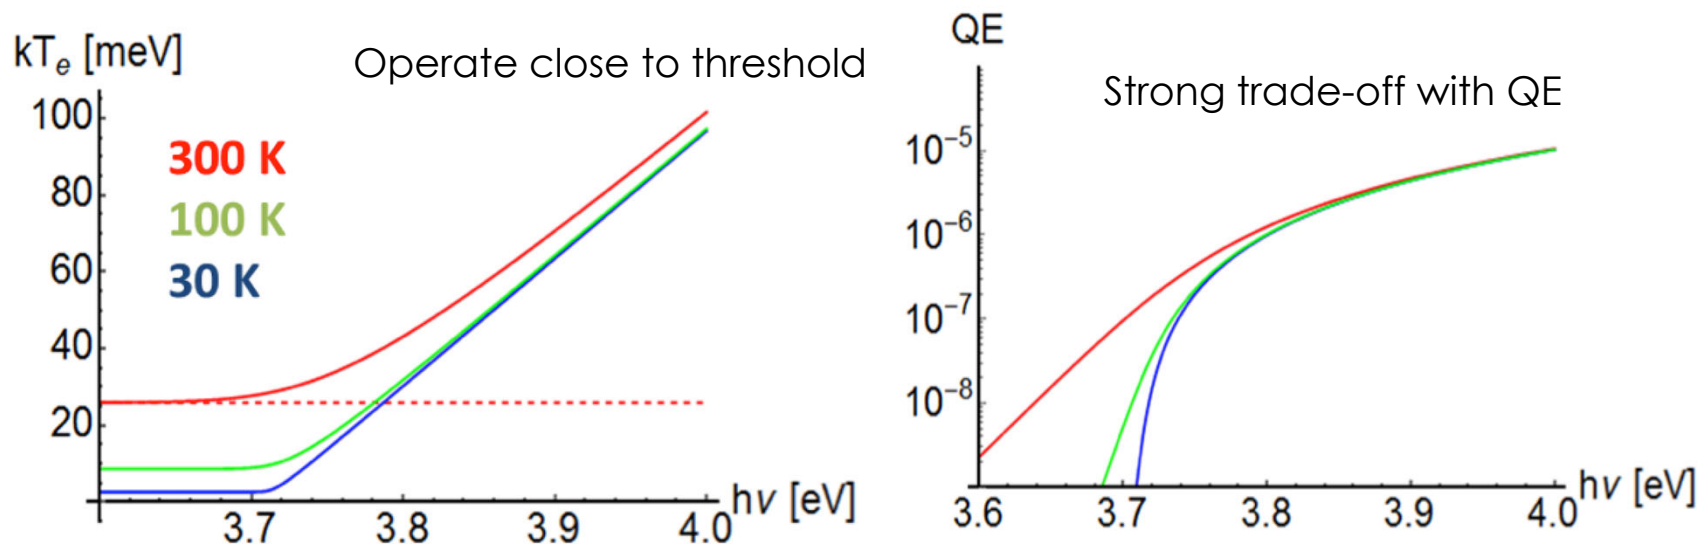 kTₑ [meV]
Operate close to threshold
100
80
60
40
20
300 K
100 K
30 K
3.7
3.8
3.9
4.0
hν [eV]
QE
Strong trade-off with QE
10⁻⁵
10⁻⁶
10⁻⁷
10⁻⁸
3.6
3.7
3.8
3.9
4.0
hν [eV]